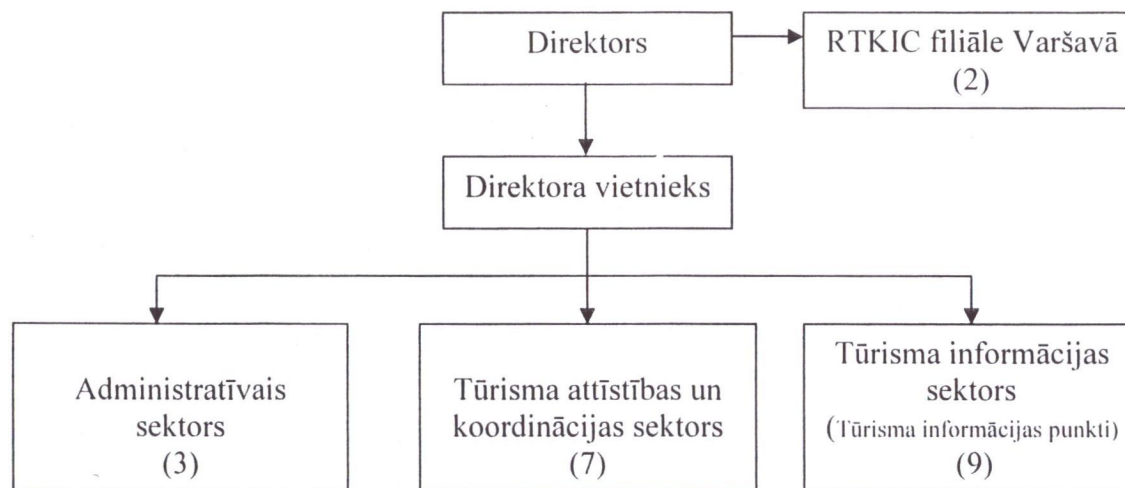 Direktors
RTKIC filiāle Varšavā
(2)
Direktora vietnieks
Administratīvais
sektors
(3)
Tūrisma attīstības un
koordinācijas sektors
(7)
Tūrisma informācijas
sektors
(Tūrisma informācijas punkti)
(9)